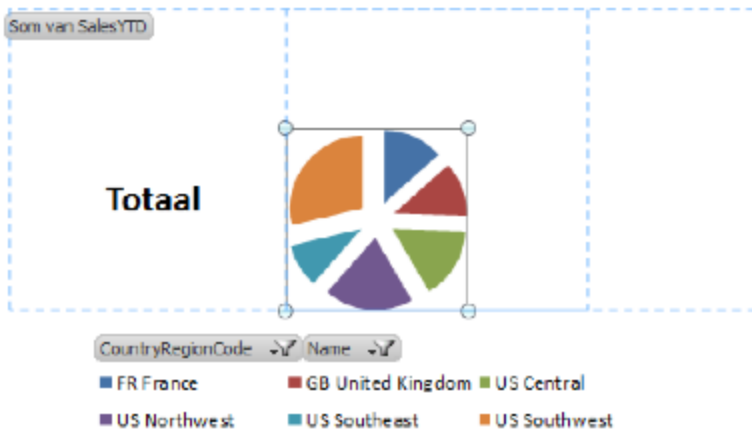 Som van SalesYTD
Totaal
CountryRegionCode Name
FR France GB United Kingdom US Central
US Northwest US Southeast US Southwest